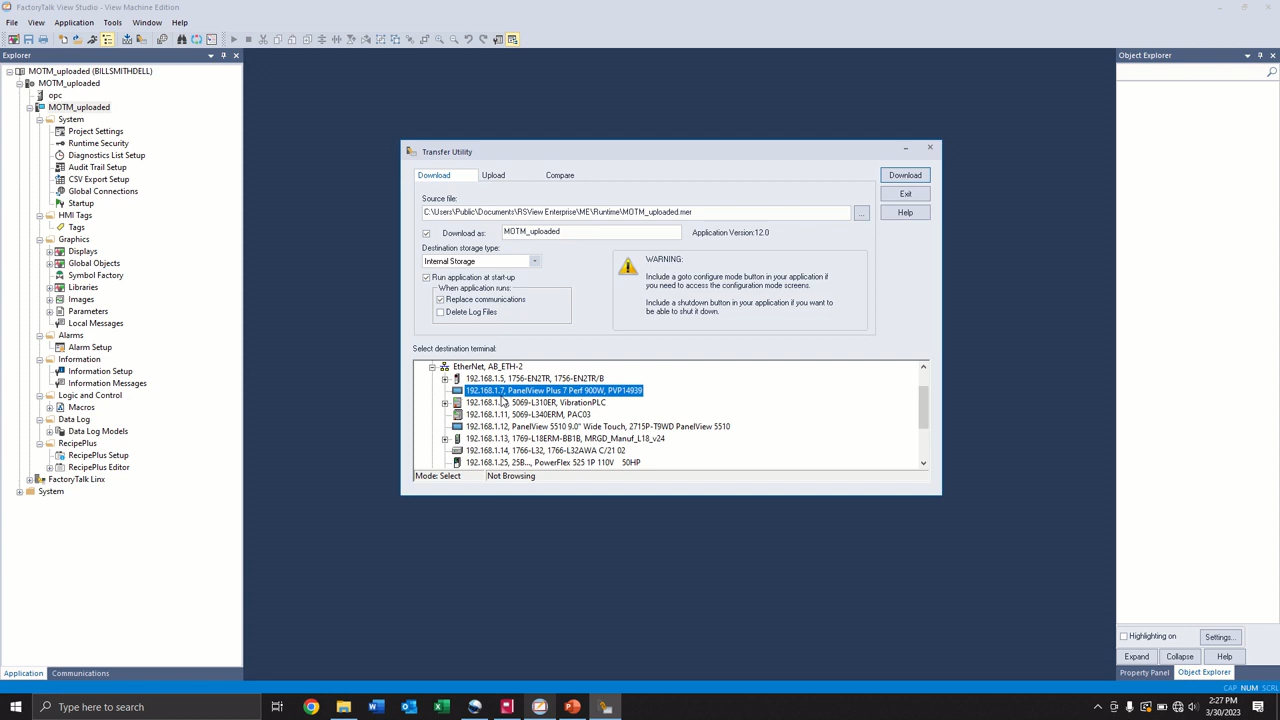 FactoryTalk View Studio - View Machine Edition
File View Application Tools Window Help
Explorer
MOTM_uploaded (BILLSMITHDELL)
MOTM_uploaded
opc
MOTM_uploaded
System
Project Settings
Runtime Security
Diagnostics List Setup
Audit Trail Setup
CSV Export Setup
Global Connections
Startup
HMI Tags
Tags
Graphics
Displays
Global Objects
Symbol Factory
Libraries
Images
Parameters
Local Messages
Alarms
Alarm Setup
Information
Information Setup
Information Messages
Logic and Control
Macros
Data Log
Data Log Models
RecipePlus
RecipePlus Setup
RecipePlus Editor
FactoryTalk Linx
System
Application Communications
Transfer Utility
Download Upload Compare
Download
Exit
Help
Source file:
C:\Users\Public\Documents\RSView Enterprise\ME\Runtime\MOTM_uploaded.mer
...
Download as: MOTM_uploaded Application Version:12.0
Destination storage type:
Internal Storage
Run application at start-up
When application runs:
Replace communications
Delete Log Files
WARNING:
Include a goto configure mode button in your application if
you need to access the configuration mode screens.
Include a shutdown button in your application if you want to
be able to shut it down.
Select destination terminal:
EtherNet, AB_ETH-2
192.168.1.5, 1756-EN2TR, 1756-EN2TR/B
192.168.1.7, PanelView Plus 7 Perf 900W, PVP14939
192.168.1. 5069-L310ER, VibrationPLC
192.168.1.11, 5069-L340ERM, PAC03
192.168.1.12, PanelView 5510 9.0" Wide Touch, 2715P-T9WD PanelView 5510
192.168.1.13, 1769-L18ERM-BB1B, MRGD_Manuf_L18_v24
192.168.1.14, 1766-L32, 1766-L32AWA C/21 02
192.168.1.25, 25B..., PowerFlex 525 1P 110V 50HP
Mode: Select Not Browsing
Object Explorer
Highlighting on Settings...
Expand Collapse Help
Property Panel Object Explorer
CAP NUM SCRL
Type here to search
2:27 PM
3/30/2023